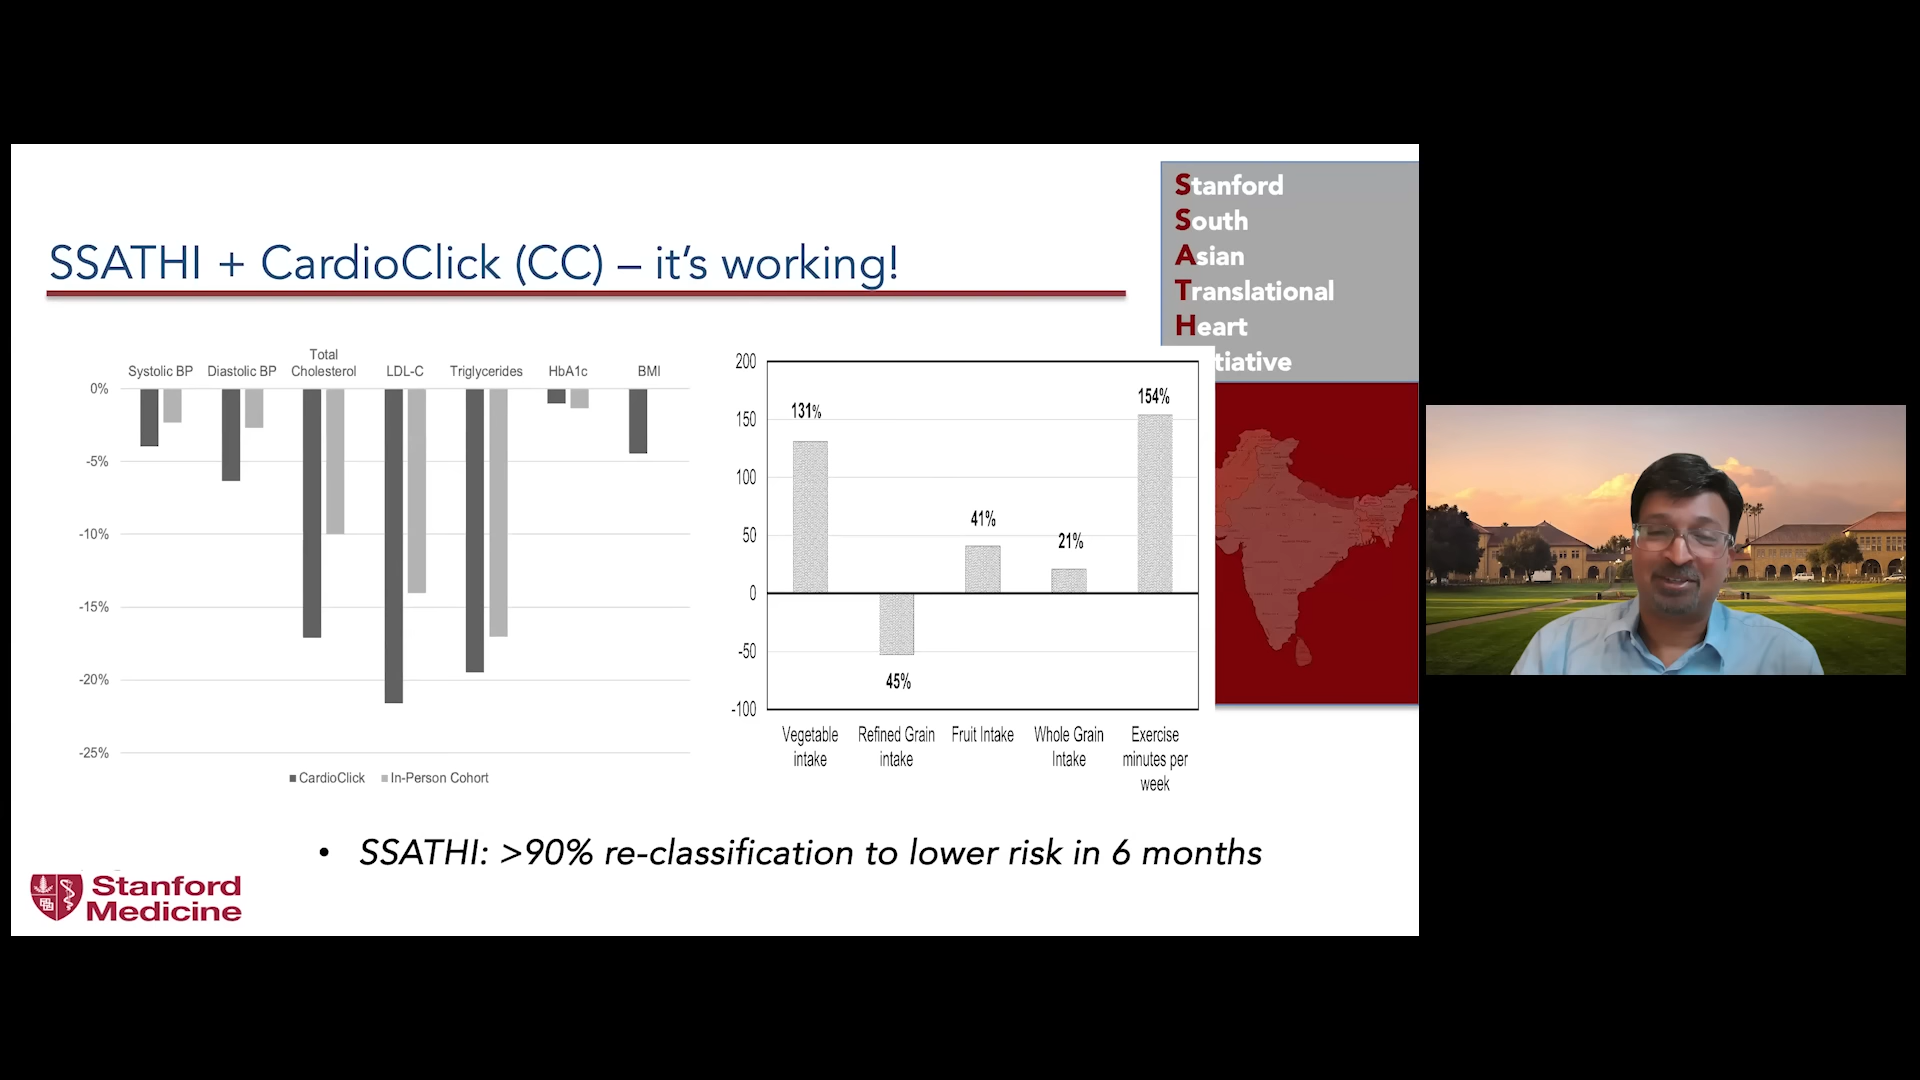 Stanford
South
Asian
Translational
Heart
tiative
SSATHI + CardioClick (CC) – it's working!
Systolic BP Diastolic BP Total Cholesterol LDL-C Triglycerides HbA1c BMI
0%
-5%
-10%
-15%
-20%
-25%
CardioClick In-Person Cohort
200
150
100
50
0
-50
-100
131%
45%
41%
21%
154%
Vegetable intake
Refined Grain intake
Fruit Intake
Whole Grain Intake
Exercise minutes per week
• SSATHI: >90% re-classification to lower risk in 6 months
Stanford
Medicine